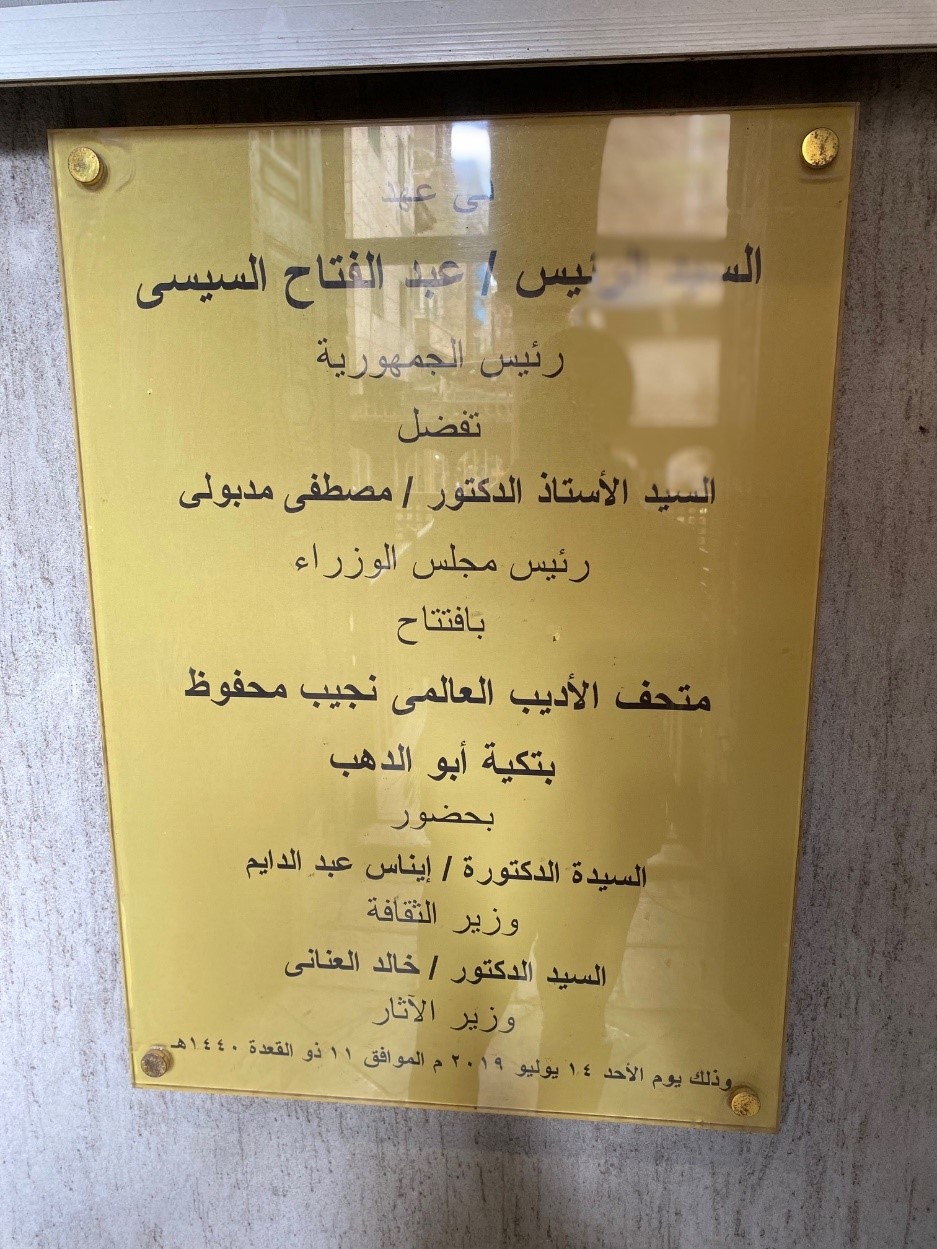 فى عهد
السيد الرئيس / عبد الفتاح السيسى
رئيس الجمهورية
تفضل
السيد الأستاذ الدكتور / مصطفى مدبولى
رئيس مجلس الوزراء
بافتتاح
متحف الأديب العالمى نجيب محفوظ
بتكية أبو الدهب
بحضور
السيدة الدكتورة / إيناس عبد الدايم
وزير الثقافة
السيد الدكتور / خالد العنانى
وزير الآثار
وذلك يوم الأحد ١٤ يوليو ٢٠١٩ م الموافق ١١ ذو القعدة ١٤٤٠هـ